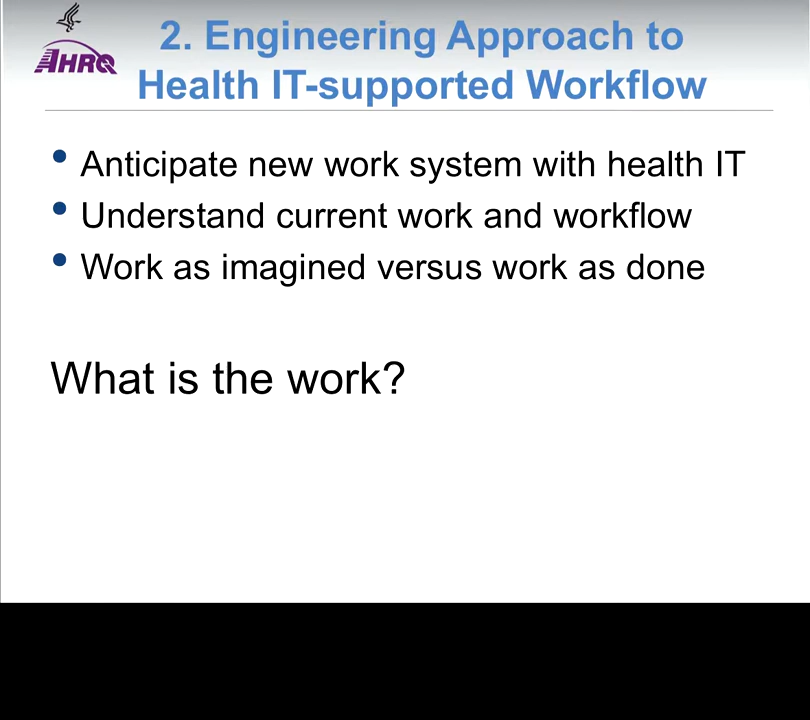 AHRQ
2. Engineering Approach to
Health IT-supported Workflow
• Anticipate new work system with health IT
• Understand current work and workflow
• Work as imagined versus work as done
What is the work?